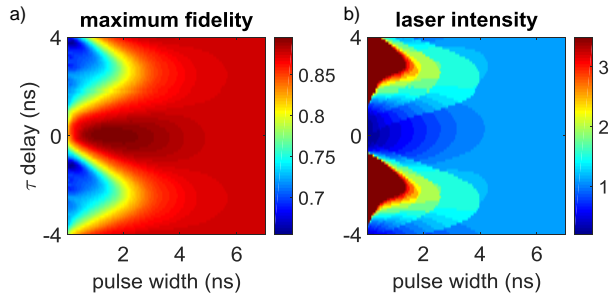 a)
maximum fidelity
τ delay (ns)
4
0
-4
2
4
6
pulse width (ns)
0.85
0.8
0.75
0.7
b)
laser intensity
4
0
-4
2
4
6
pulse width (ns)
3
2
1